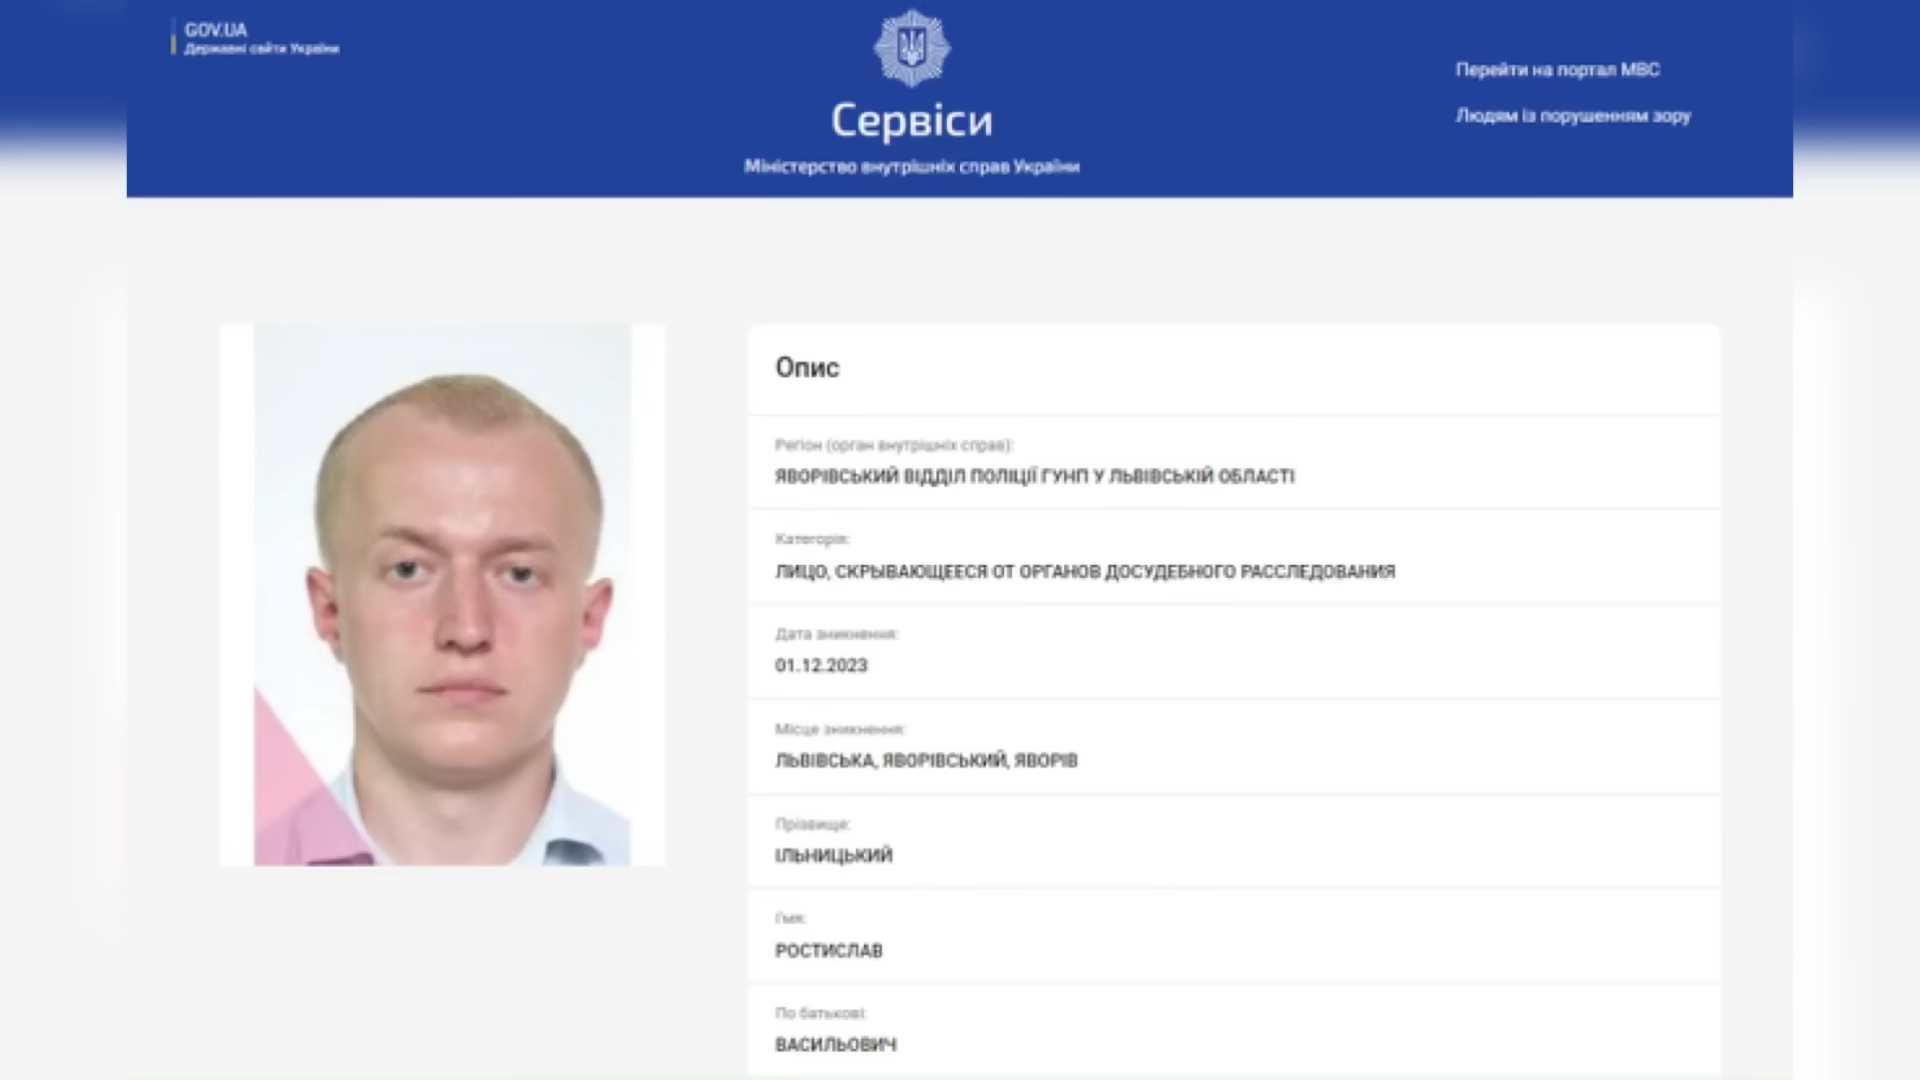 GOV.UA
Державні сайти України
Сервіси
Міністерство внутрішніх справ України
Перейти на портал МВС
Людям із порушенням зору
Опис
Регіон (орган внутрішніх справ):
ЯВОРІВСЬКИЙ ВІДДІЛ ПОЛІЦІЇ ГУНП У ЛЬВІВСЬКІЙ ОБЛАСТІ
Категорія:
ЛИЦО, СКРЫВАЮЩЕЕСЯ ОТ ОРГАНОВ ДОСУДЕБНОГО РАССЛЕДОВАНИЯ
Дата зникнення:
01.12.2023
Місце зникнення:
ЛЬВІВСЬКА, ЯВОРІВСЬКИЙ, ЯВОРІВ
Прізвище:
ІЛЬНИЦЬКИЙ
Ім'я:
РОСТИСЛАВ
По батькові:
ВАСИЛЬОВИЧ